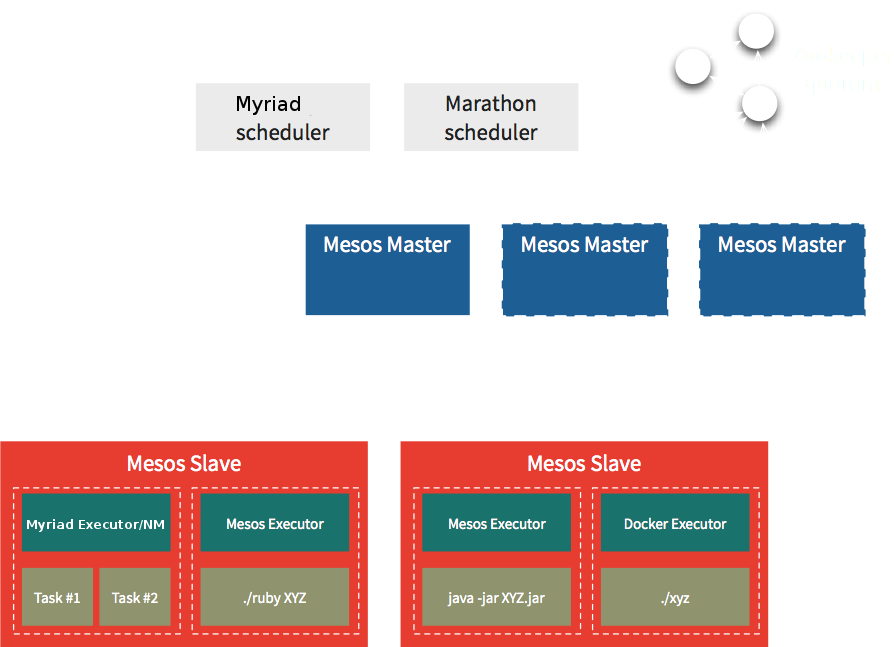 Myriad
scheduler
Marathon
scheduler
Mesos Master
Mesos Master
Mesos Master
Mesos Slave
Myriad Executor/NM
Mesos Executor
Task #1
Task #2
./ruby XYZ
Mesos Slave
Mesos Executor
Docker Executor
java -jar XYZ.jar
./xyz